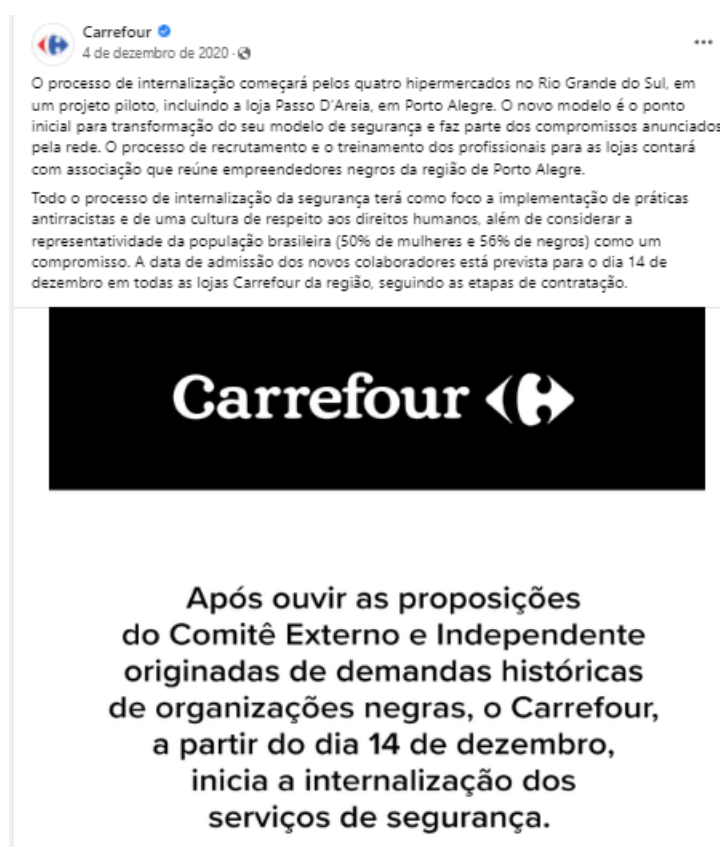 Carrefour
4 de dezembro de 2020 ·
O processo de internalização começará pelos quatro hipermercados no Rio Grande do Sul, em
um projeto piloto, incluindo a loja Passo D’Areia, em Porto Alegre. O novo modelo é o ponto
inicial para transformação do seu modelo de segurança e faz parte dos compromissos anunciados
pela rede. O processo de recrutamento e o treinamento dos profissionais para as lojas contará
com associação que reúne empreendedores negros da região de Porto Alegre.
Todo o processo de internalização da segurança terá como foco a implementação de práticas
antirracistas e de uma cultura de respeito aos direitos humanos, além de considerar a
representatividade da população brasileira (50% de mulheres e 56% de negros) como um
compromisso. A data de admissão dos novos colaboradores está prevista para o dia 14 de
dezembro em todas as lojas Carrefour da região, seguindo as etapas de contratação.
Carrefour
Após ouvir as proposições
do Comitê Externo e Independente
originadas de demandas históricas
de organizações negras, o Carrefour,
a partir do dia 14 de dezembro,
inicia a internalização dos
serviços de segurança.